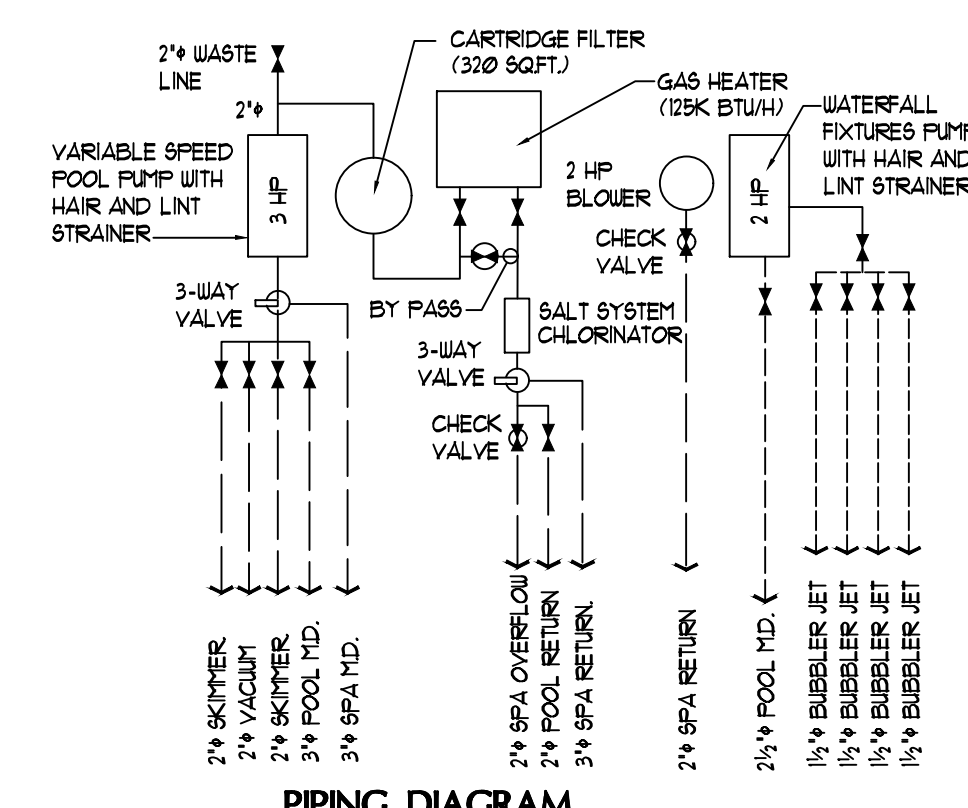 2"ϕ WASTE
LINE
2"ϕ
CARTRIDGE FILTER
(320 SQ.FT.)
GAS HEATER
(125K BTU/H)
WATERFALL
FIXTURES PUMP
WITH HAIR AND
LINT STRAINER
VARIABLE SPEED
POOL PUMP WITH
HAIR AND LINT
STRAINER
3 HP
2 HP
BLOWER
2 HP
CHECK
VALVE
3-WAY
VALVE
BY PASS
SALT SYSTEM
CHLORINATOR
3-WAY
VALVE
CHECK
VALVE
2"ϕ SKIMMER
2"ϕ VACUUM
2"ϕ SKIMMER
3"ϕ POOL M.D.
3"ϕ SPA M.D.
2"ϕ SPA OVERFLOW
2"ϕ POOL RETURN
3"ϕ SPA RETURN.
2"ϕ SPA RETURN
2½"ϕ POOL M.D.
1½"ϕ BUBBLER JET
1½"ϕ BUBBLER JET
1½"ϕ BUBBLER JET
1½"ϕ BUBBLER JET
PIPING DIAGRAM